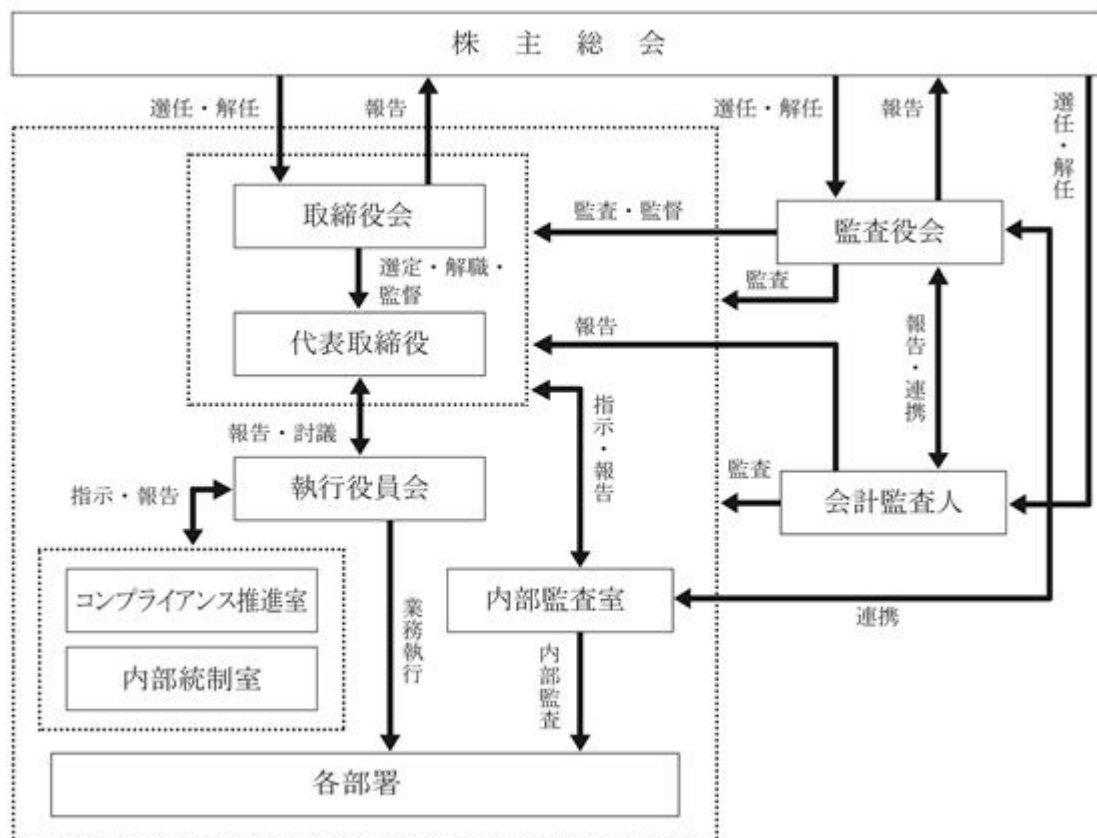 株主総会
選任・解任
報告
選任・解任
報告
選任・解任
取締役会
監査・監督
監査役会
選定・解職・
監督
監査
代表取締役
報告
報告・連携
報告・討議
指示・報告
執行役員会
監査
会計監査人
指示・報告
コンプライアンス推進室
内部監査室
連携
業務執行
内部統制室
内部監査
各部署